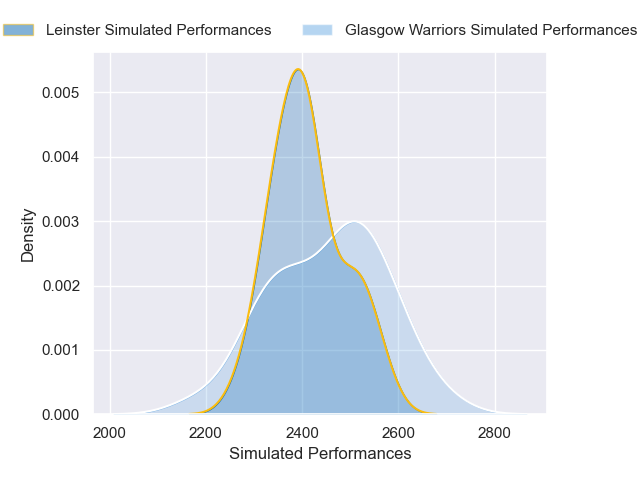 Leinster Simulated Performances
Glasgow Warriors Simulated Performances
0.005
0.004
0.003
0.002
0.001
0.000
Density
2000 2200 2400 2600 2800
Simulated Performances